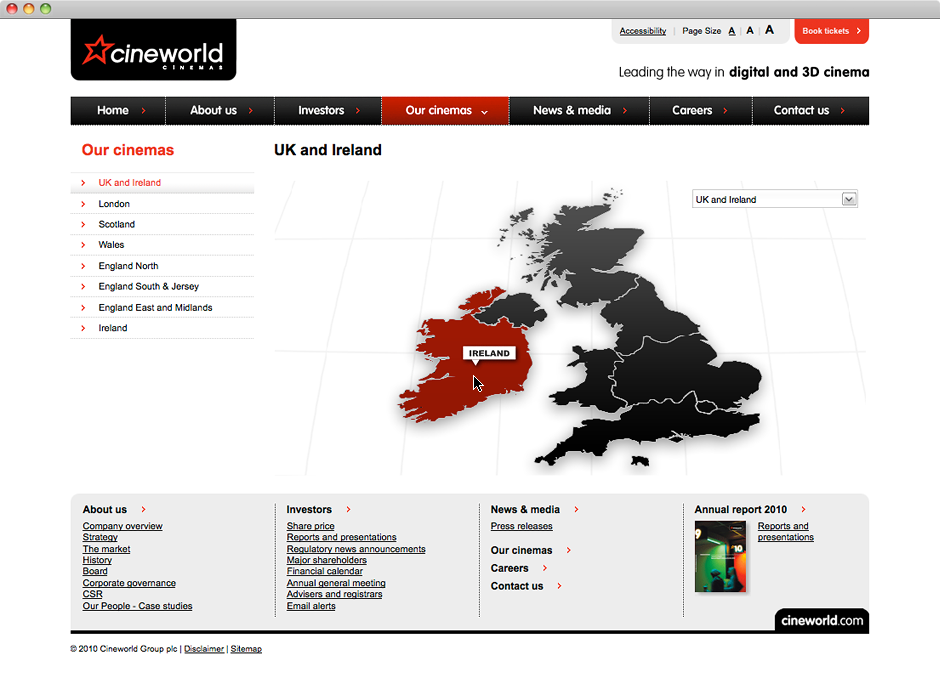 Accessibility | Page Size A A A
Book tickets
cineworld
CINEMAS
Leading the way in digital and 3D cinema
Home
About us
Investors
Our cinemas
News & media
Careers
Contact us
Our cinemas
UK and Ireland
London
Scotland
Wales
England North
England South & Jersey
England East and Midlands
Ireland
UK and Ireland
UK and Ireland
IRELAND
About us
Company overview
Strategy
The market
History
Board
Corporate governance
CSR
Our People - Case studies
Investors
Share price
Reports and presentations
Regulatory news announcements
Major shareholders
Financial calendar
Annual general meeting
Advisers and registrars
Email alerts
News & media
Press releases
Our cinemas
Careers
Contact us
Annual report 2010
9
10
Reports and
presentations
cineworld.com
© 2010 Cineworld Group plc | Disclaimer | Sitemap